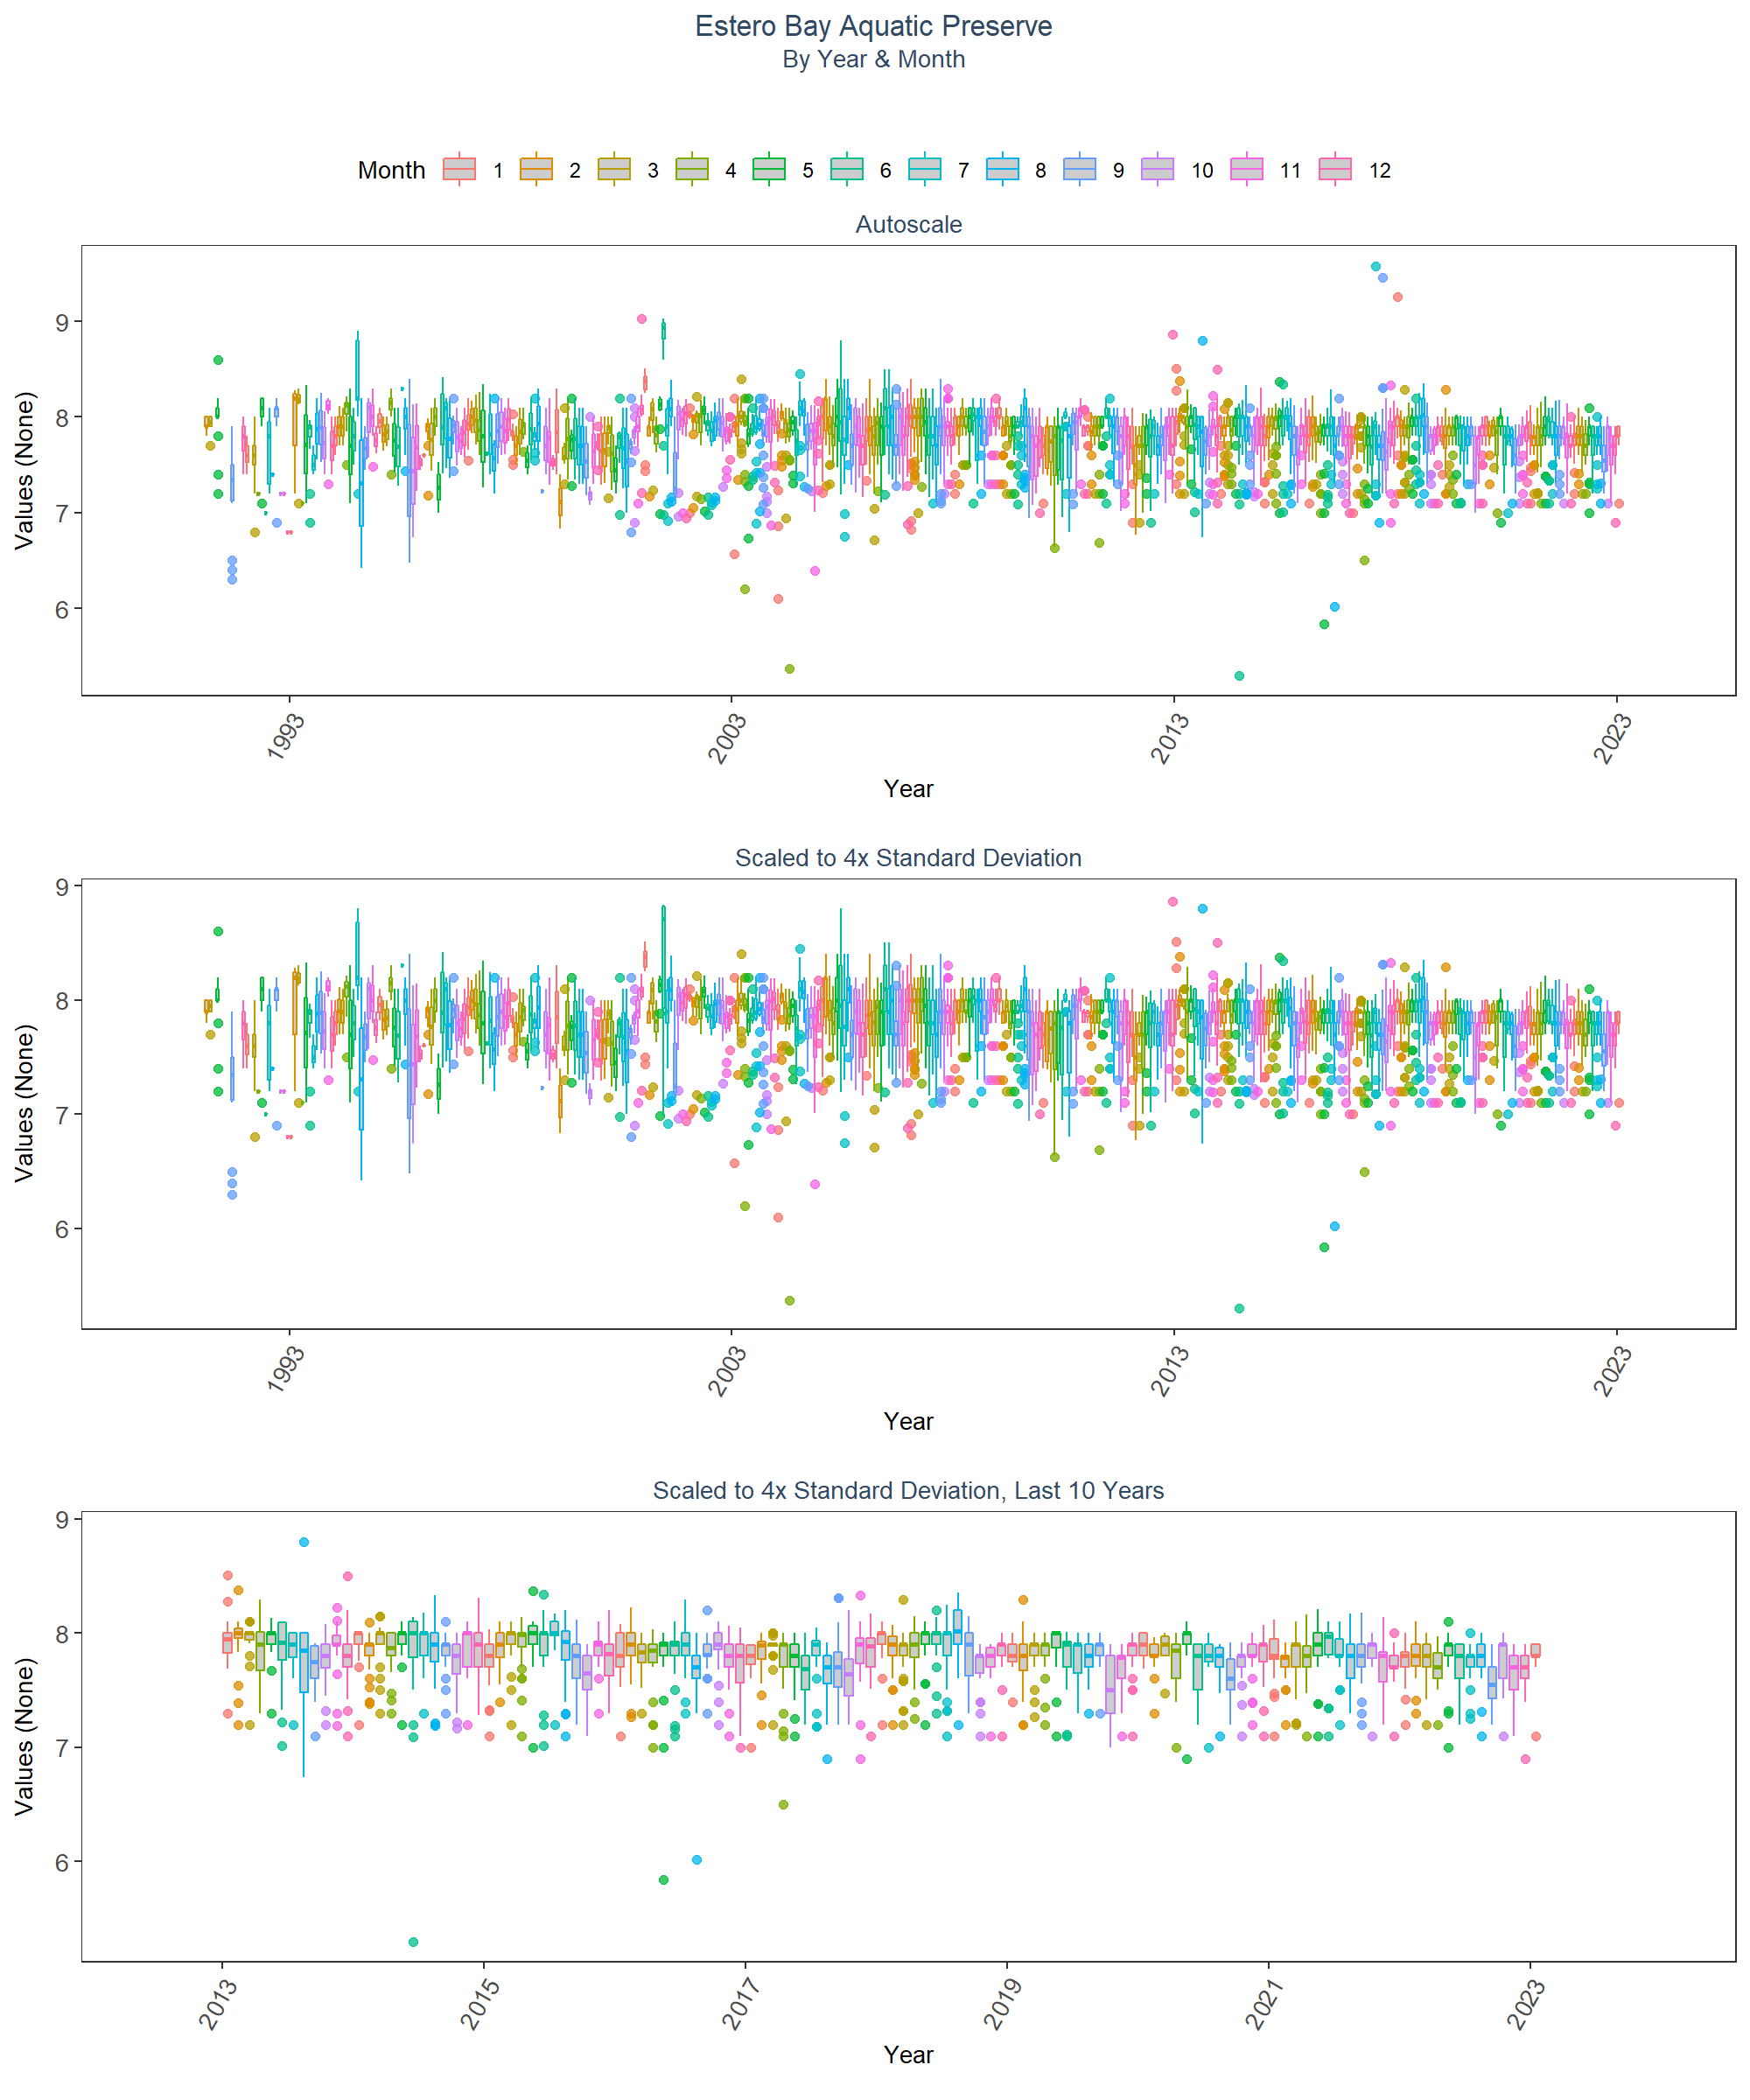 Estero Bay Aquatic Preserve
By Year & Month
Month 1 2 3 4 5 6 7 8 9 10 11 12
Autoscale
Values (None)
9
8
7
6
1993 2003 2013 2023
Year
Scaled to 4x Standard Deviation
Values (None)
9
8
7
6
1993 2003 2013 2023
Year
Scaled to 4x Standard Deviation, Last 10 Years
Values (None)
9
8
7
6
2013 2015 2017 2019 2021 2023
Year